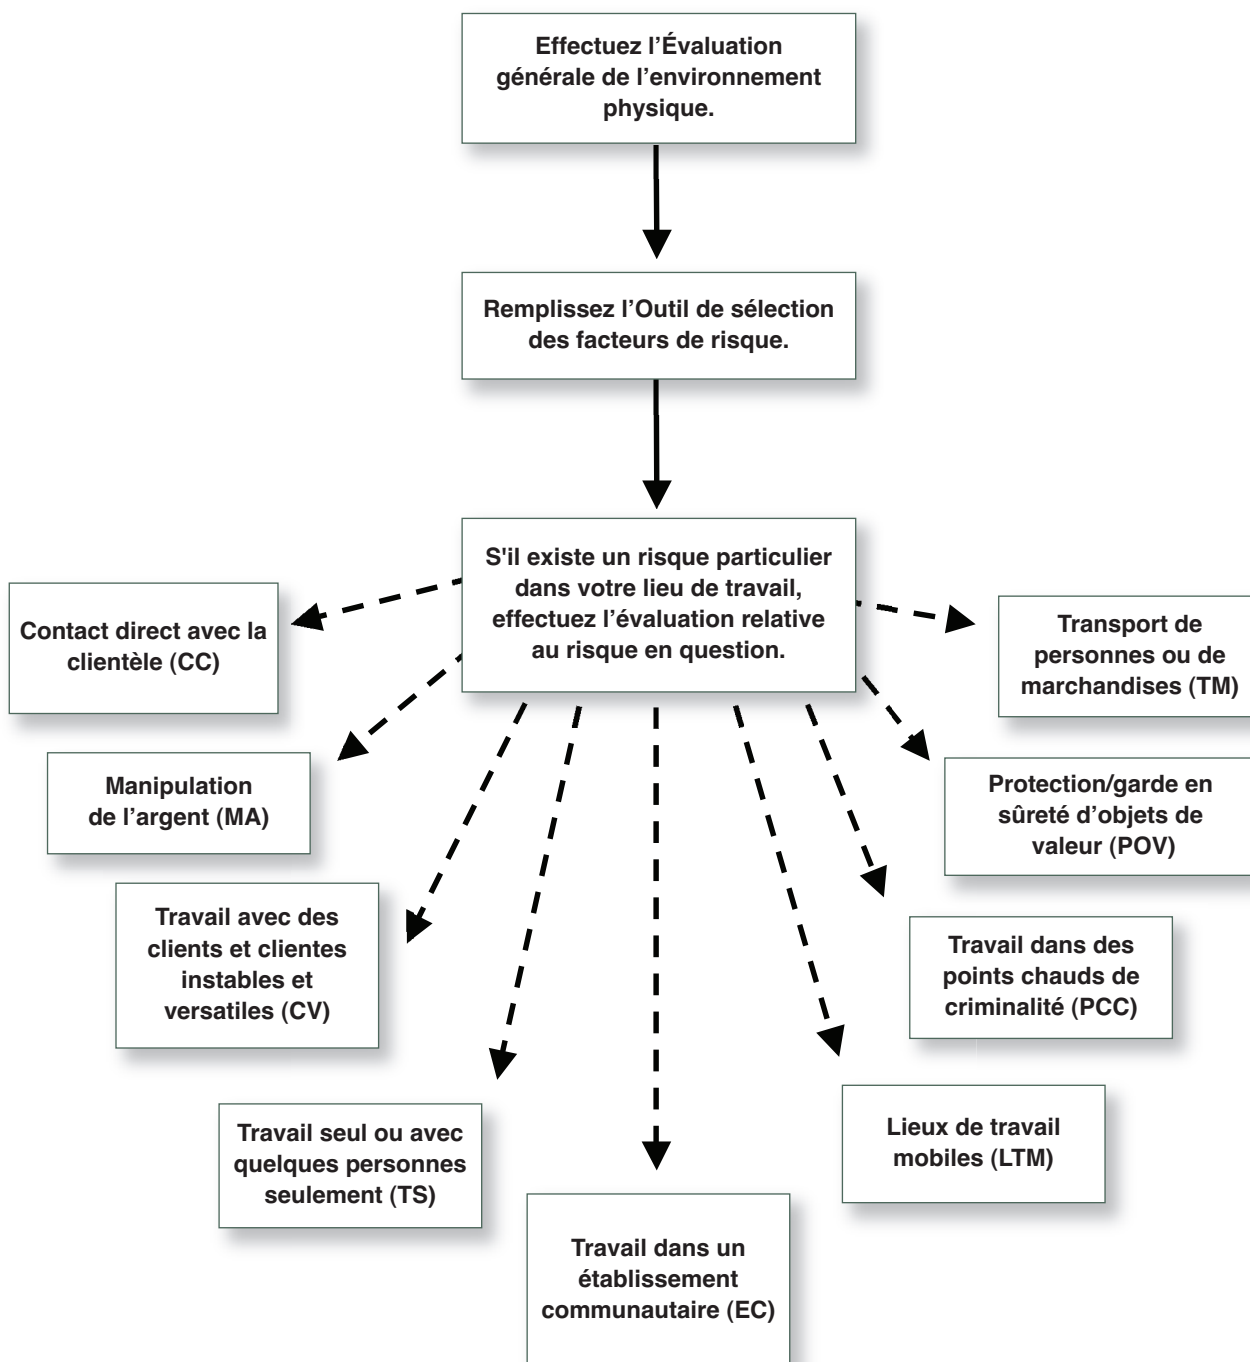 Effectuez l’Évaluation
générale de l’environnement
physique.
Remplissez l’Outil de sélection
des facteurs de risque.
S'il existe un risque particulier
dans votre lieu de travail,
effectuez l’évaluation relative
au risque en question.
Contact direct avec la
clientèle (CC)
Manipulation
de l’argent (MA)
Travail avec des
clients et clientes
instables et
versatiles (CV)
Travail seul ou avec
quelques personnes
seulement (TS)
Travail dans un
établissement
communautaire (EC)
Lieux de travail
mobiles (LTM)
Travail dans des
points chauds de
criminalité (PCC)
Protection/garde en
sûreté d’objets de
valeur (POV)
Transport de
personnes ou de
marchandises (TM)